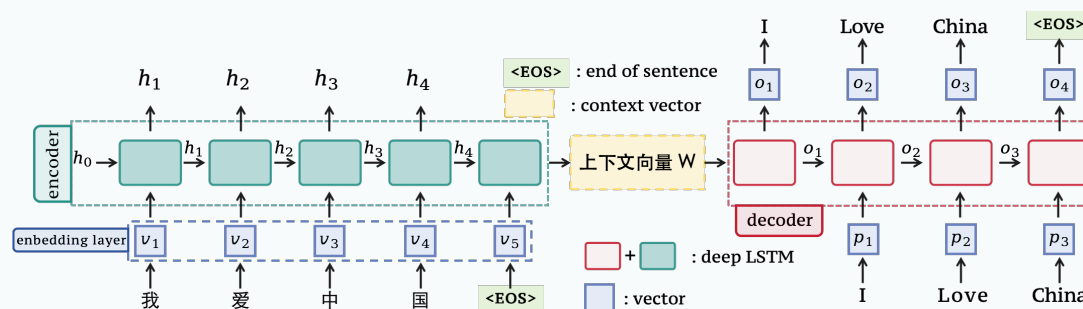 I Love China <EOS>
<EOS> : end of sentence
: context vector
h1 h2 h3 h4
o1 o2 o3 o4
encoder
h0 h1 h2 h3 h4
上下文向量 W
o1 o2 o3
decoder
enbedding layer
v1 v2 v3 v4 v5
p1 p2 p3
+ : deep LSTM
: vector
我 爱 中 国 <EOS>
I Love China